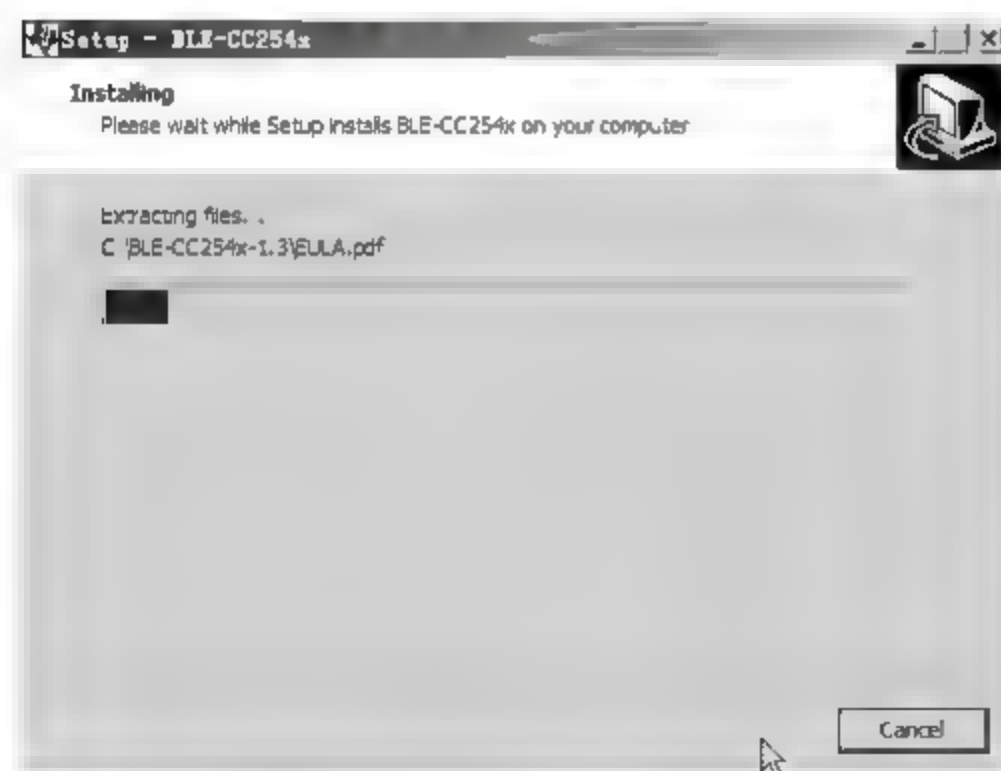 Setup - BLE-CC254x
Installing
Please wait while Setup installs BLE-CC254x on your computer
Extracting files. .
C \BLE-CC254x-1.3\EULA.pdf
Cancel